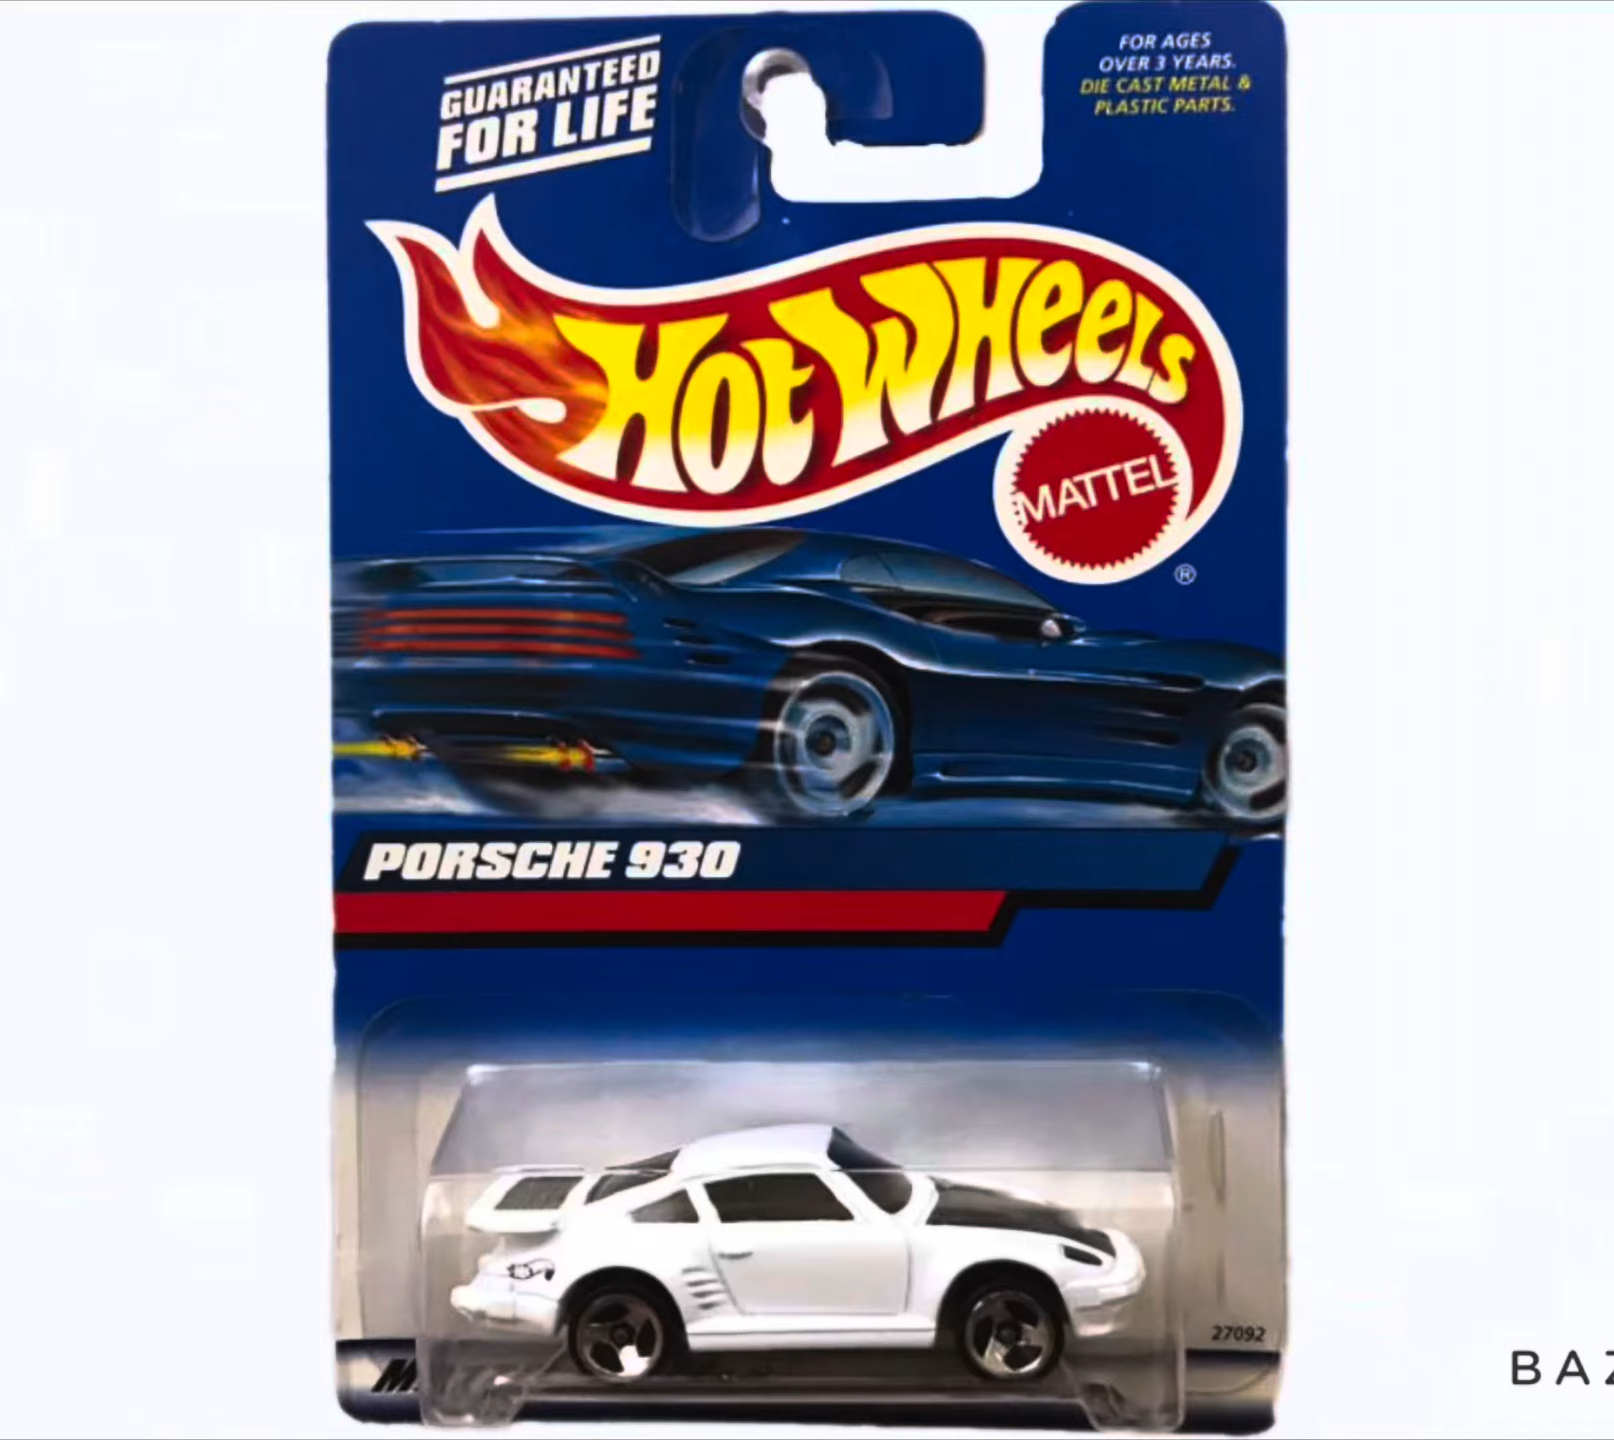 GUARANTEED
FOR LIFE
FOR AGES
OVER 3 YEARS.
DIE CAST METAL &
PLASTIC PARTS.
HOT WHEELS
MATTEL
®
PORSCHE 930
27092